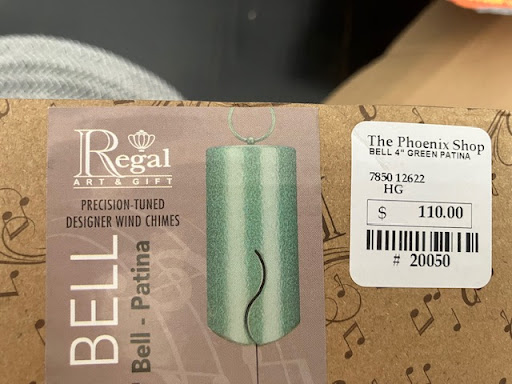 Regal
ART & GIFT
PRECISION-TUNED
DESIGNER WIND CHIMES
BELL
Bell - Patina
The Phoenix Shop
BELL 4" GREEN PATINA
7850 12622
HG
$ 110.00
# 20050